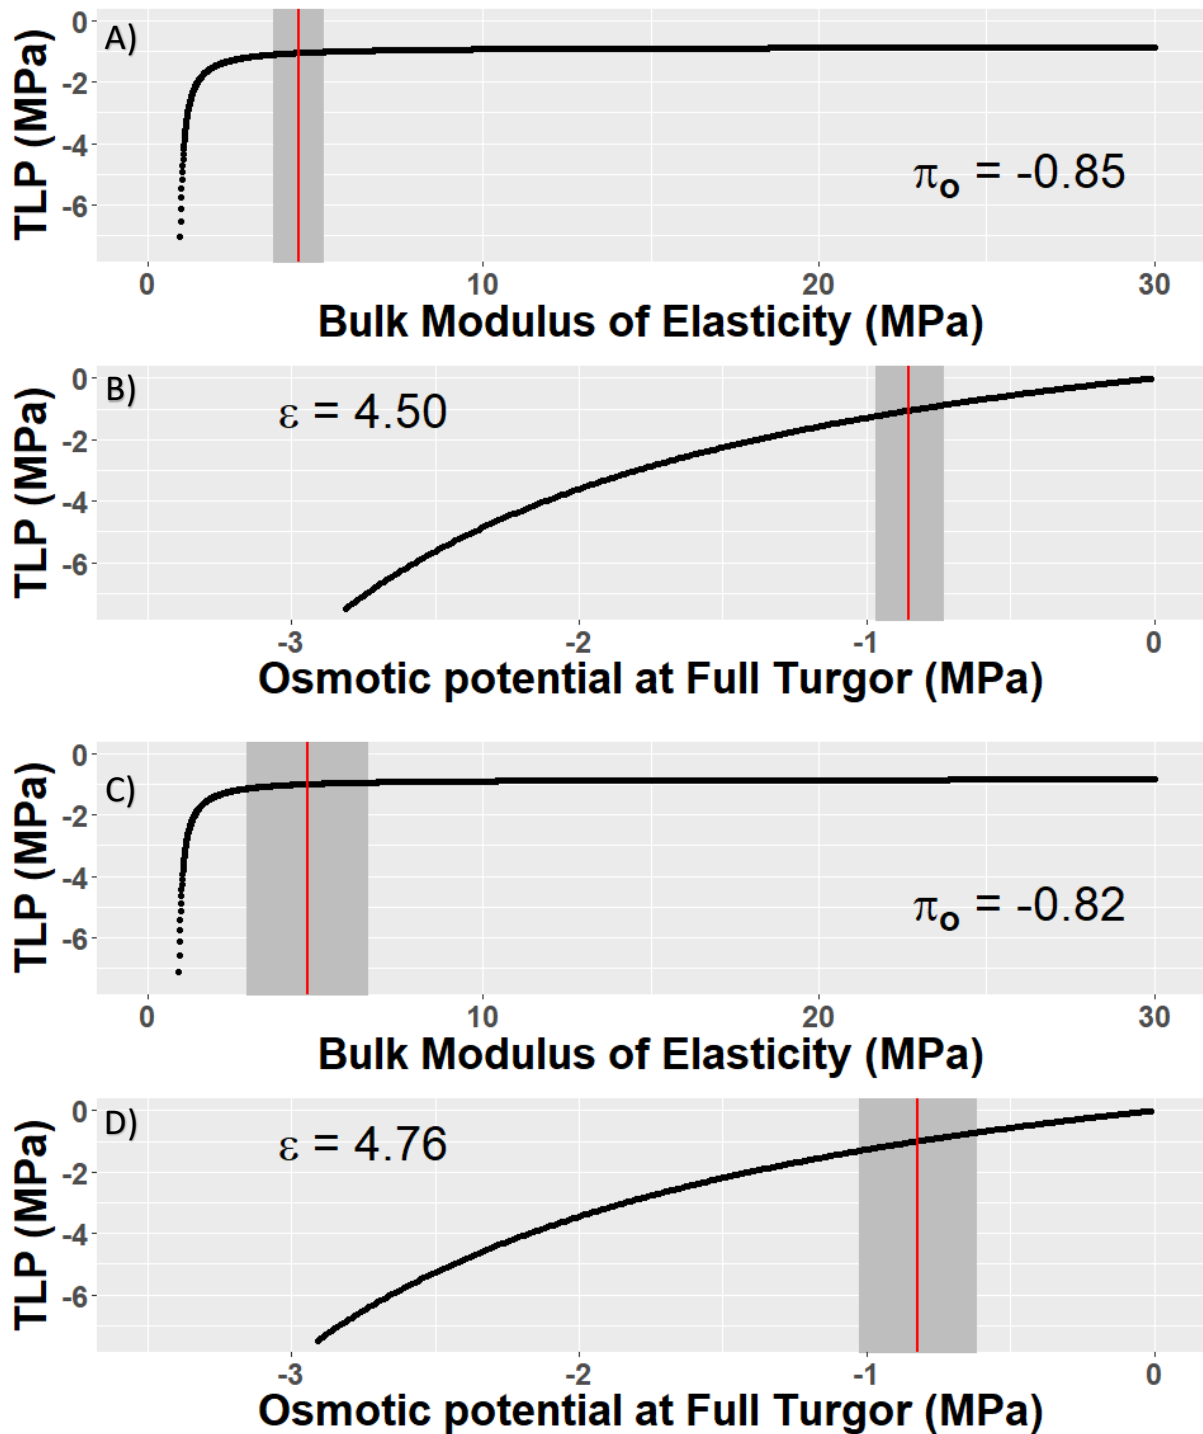 A)
TLP (MPa)
0
-2
-4
-6
πo = -0.85
0 10 20 30
Bulk Modulus of Elasticity (MPa)
B)
TLP (MPa)
0
-2
-4
-6
ε = 4.50
-3 -2 -1 0
Osmotic potential at Full Turgor (MPa)
C)
TLP (MPa)
0
-2
-4
-6
πo = -0.82
0 10 20 30
Bulk Modulus of Elasticity (MPa)
D)
TLP (MPa)
0
-2
-4
-6
ε = 4.76
-3 -2 -1 0
Osmotic potential at Full Turgor (MPa)